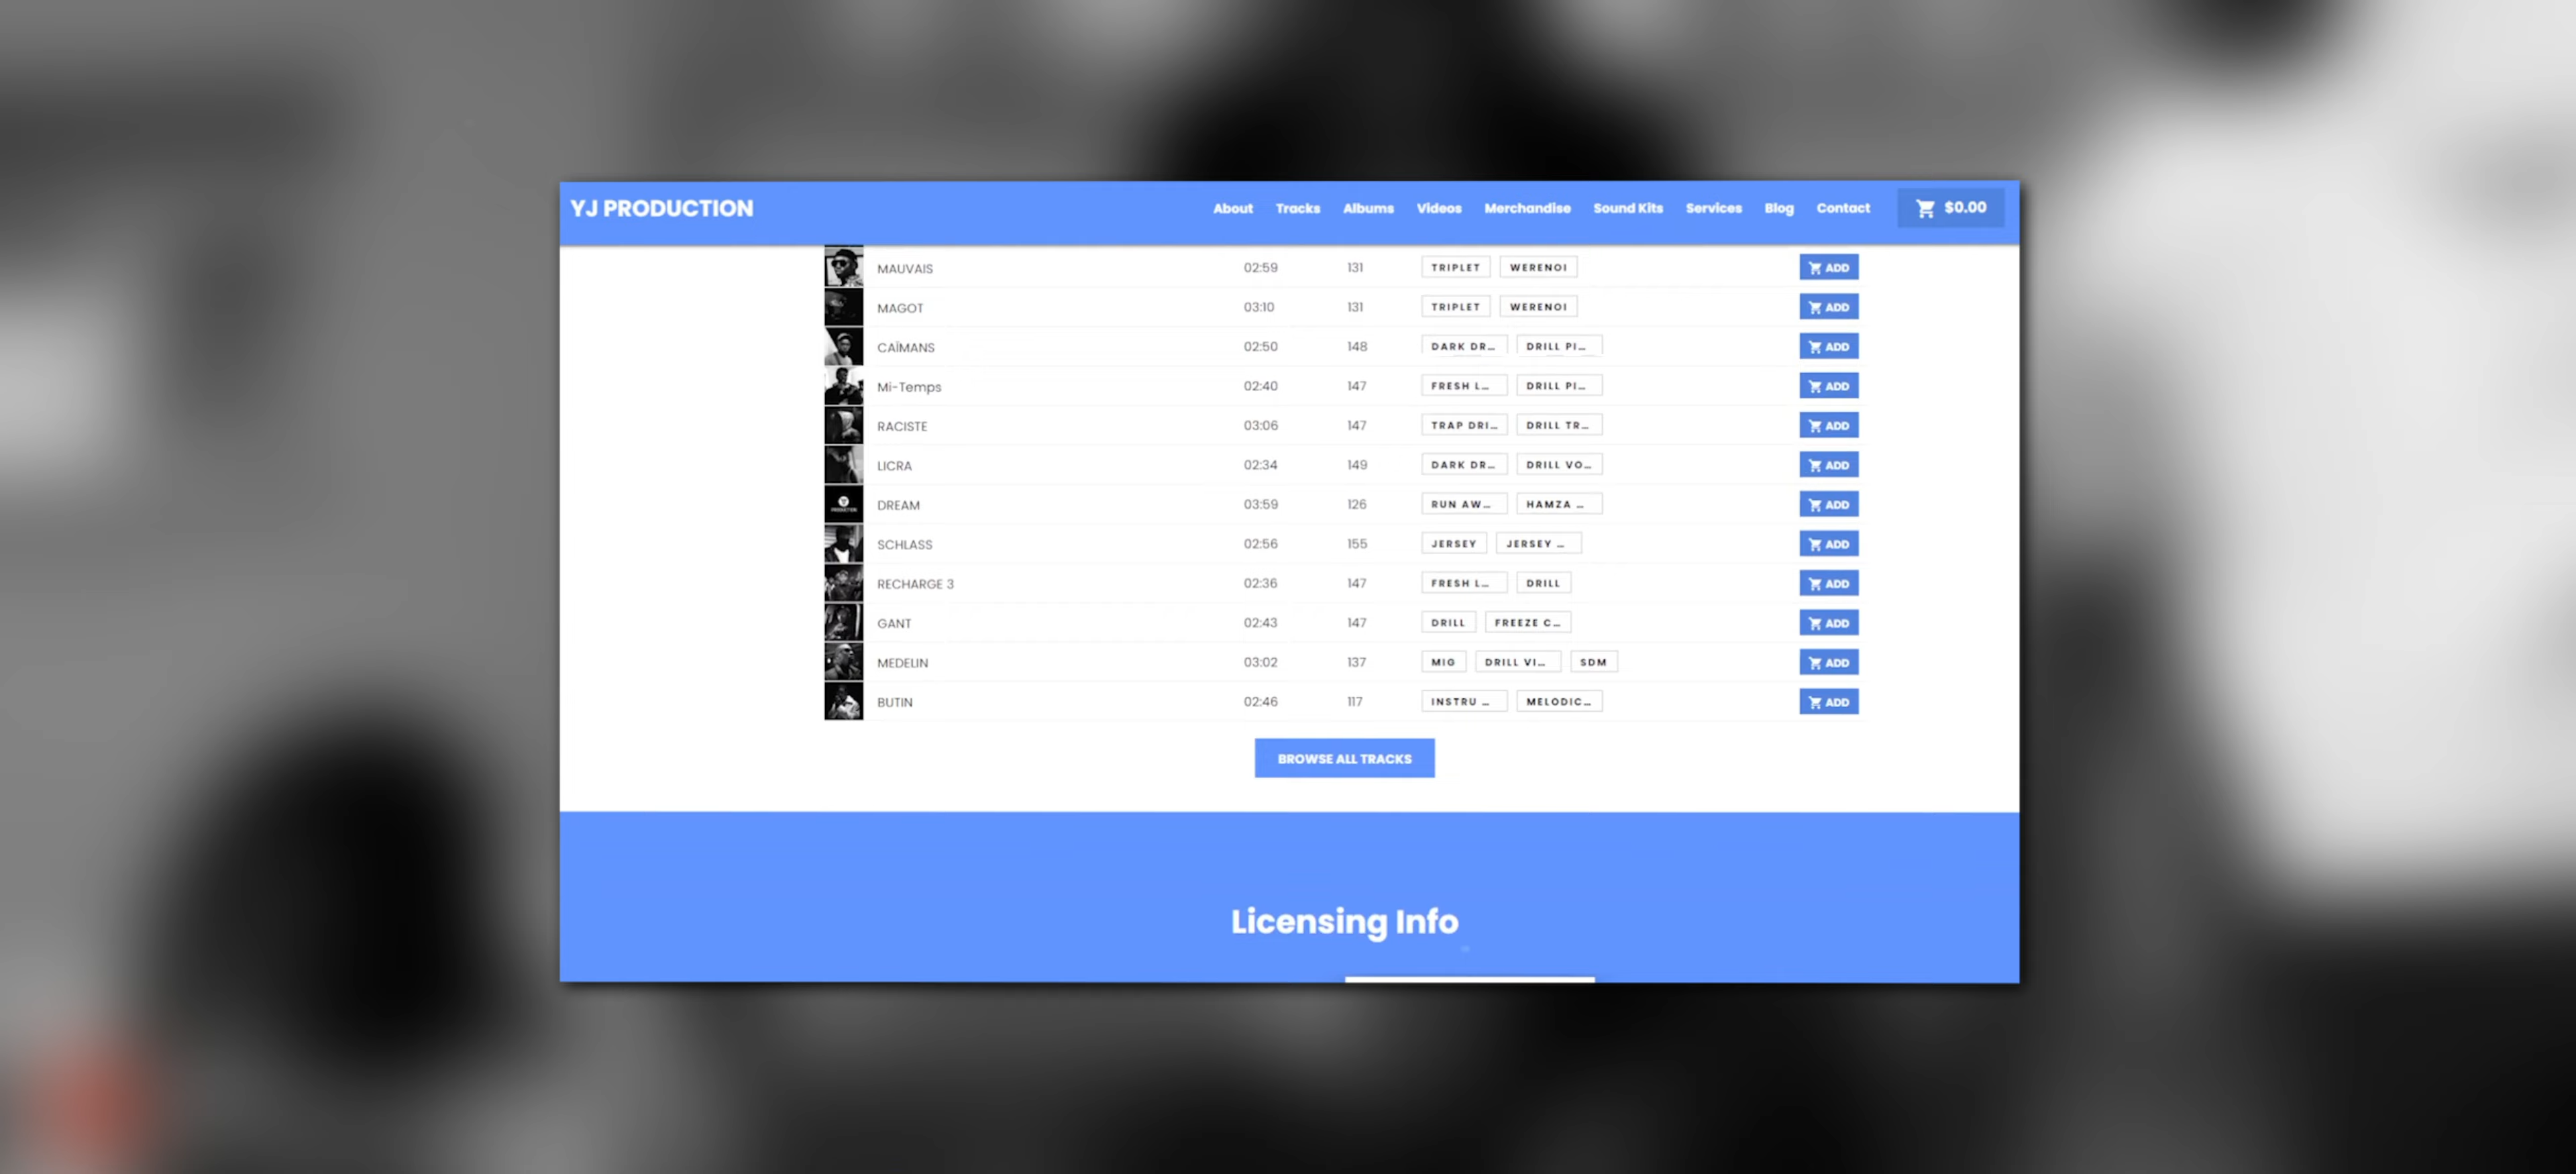 YJ PRODUCTION About Tracks Albums Videos Merchandise Sound Kits Services Blog Contact $0.00
MAUVAIS 02:59 131 TRIPLET WERENOI ADD
MAGOT 03:10 131 TRIPLET WERENOI ADD
CAÏMANS 02:50 148 DARK DR... DRILL PI... ADD
Mi-Temps 02:40 147 FRESH L... DRILL PI... ADD
RACISTE 03:06 147 TRAP DRI... DRILL TR... ADD
LICRA 02:34 149 DARK DR... DRILL VO... ADD
DREAM 03:59 126 RUN AW... HAMZA ... ADD
SCHLASS 02:56 155 JERSEY JERSEY ... ADD
RECHARGE 3 02:36 147 FRESH L... DRILL ADD
GANT 02:43 147 DRILL FREEZE C... ADD
MEDELIN 03:02 137 MIG DRILL VI... SDM ADD
BUTIN 02:46 117 INSTRU ... MELODIC... ADD
BROWSE ALL TRACKS
Licensing Info